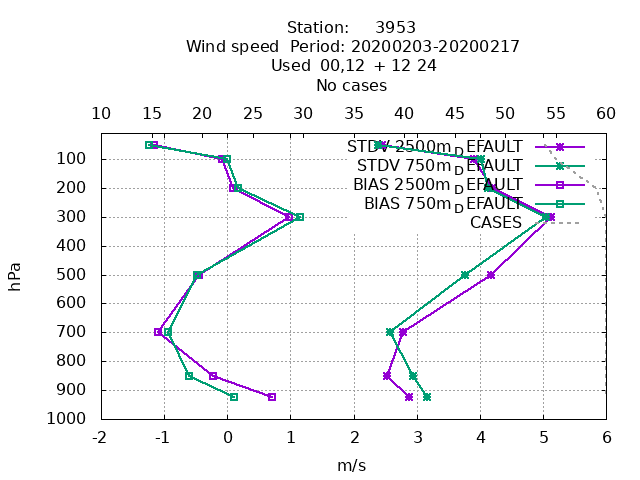 Station: 3953
Wind speed Period: 20200203-20200217
Used 00,12 + 12 24
No cases
10 15 20 25 30 35 40 45 50 55 60
STDV 2500m_DEFAULT
STDV 750m_DEFAULT
BIAS 2500m_DEFAULT
BIAS 750m_DEFAULT
CASES
hPa
100
200
300
400
500
600
700
800
900
1000
-2 -1 0 1 2 3 4 5 6
m/s